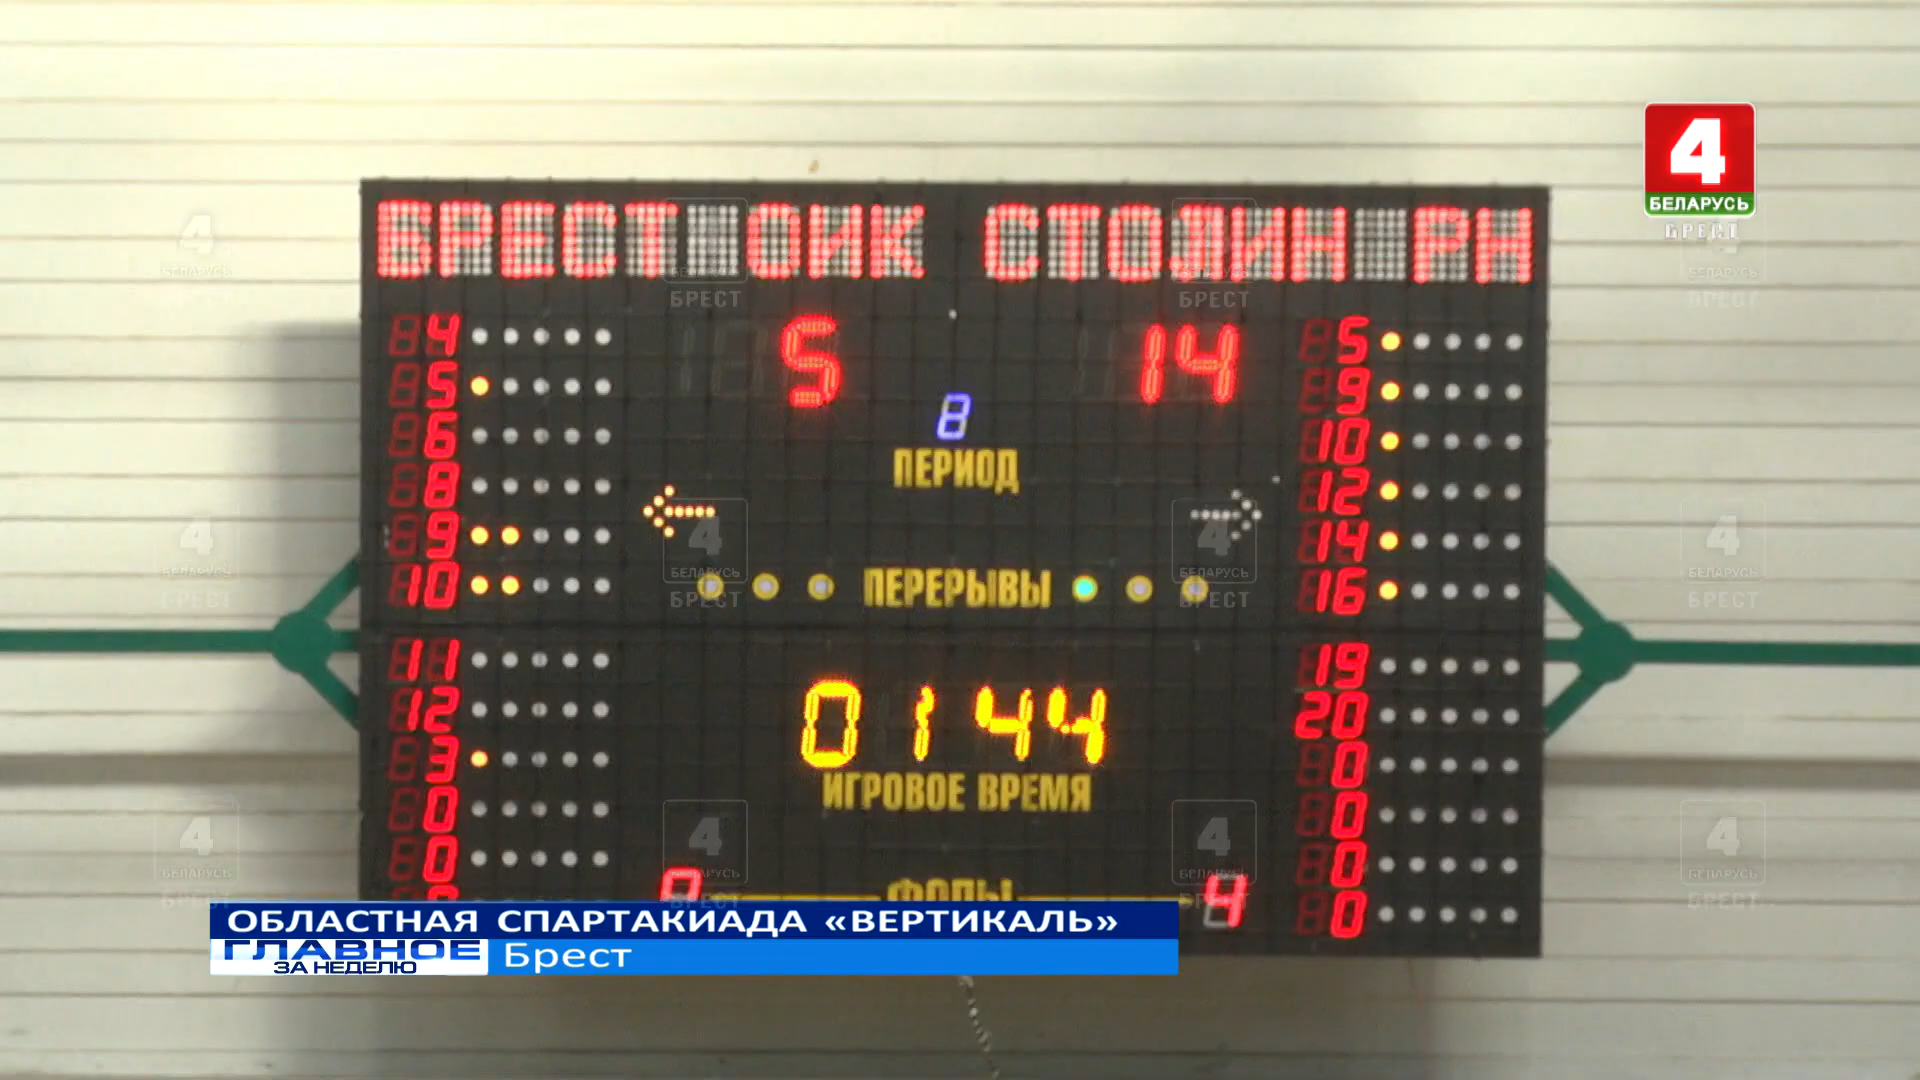 4
БЕЛАРУСЬ
БРЕСТ
БРЕСТ ОИК СТОЛИН РН
4 5 14 5
5 9
8
6 10
ПЕРИОД
8 12
9 14
10 ПЕРЕРЫВЫ 16
11 19
12 01 44 20
3 0
ИГРОВОЕ ВРЕМЯ
0 0
0 0
ФОЛЫ 4 0
ОБЛАСТНАЯ СПАРТАКИАДА «ВЕРТИКАЛЬ»
ГЛАВНОЕ
ЗА НЕДЕЛЮ
Брест